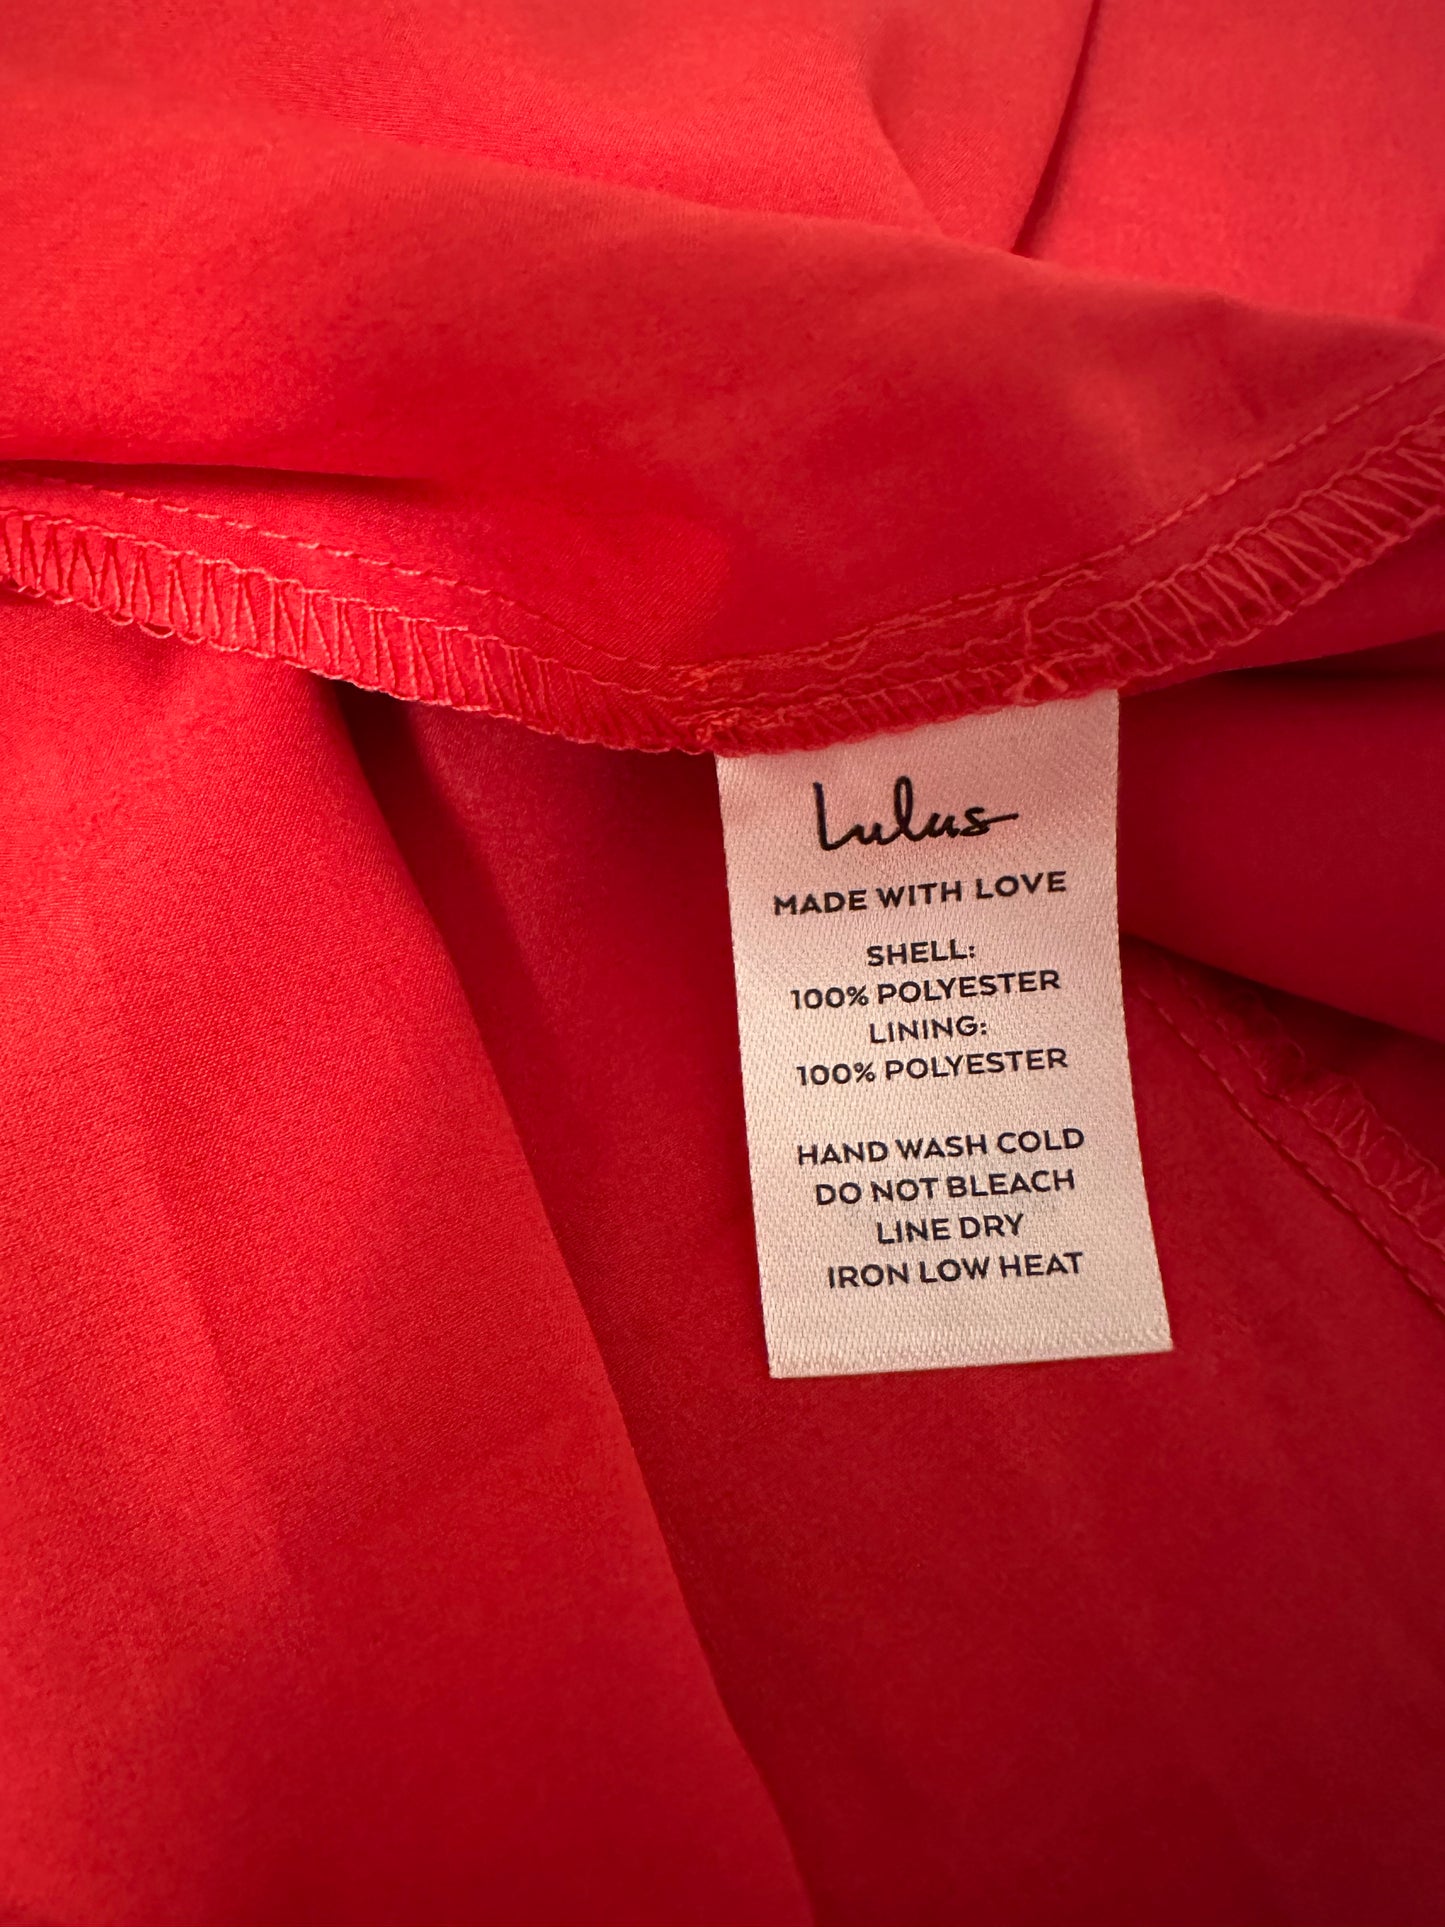 Lulus
MADE WITH LOVE
SHELL:
100% POLYESTER
LINING:
100% POLYESTER
HAND WASH COLD
DO NOT BLEACH
LINE DRY
IRON LOW HEAT